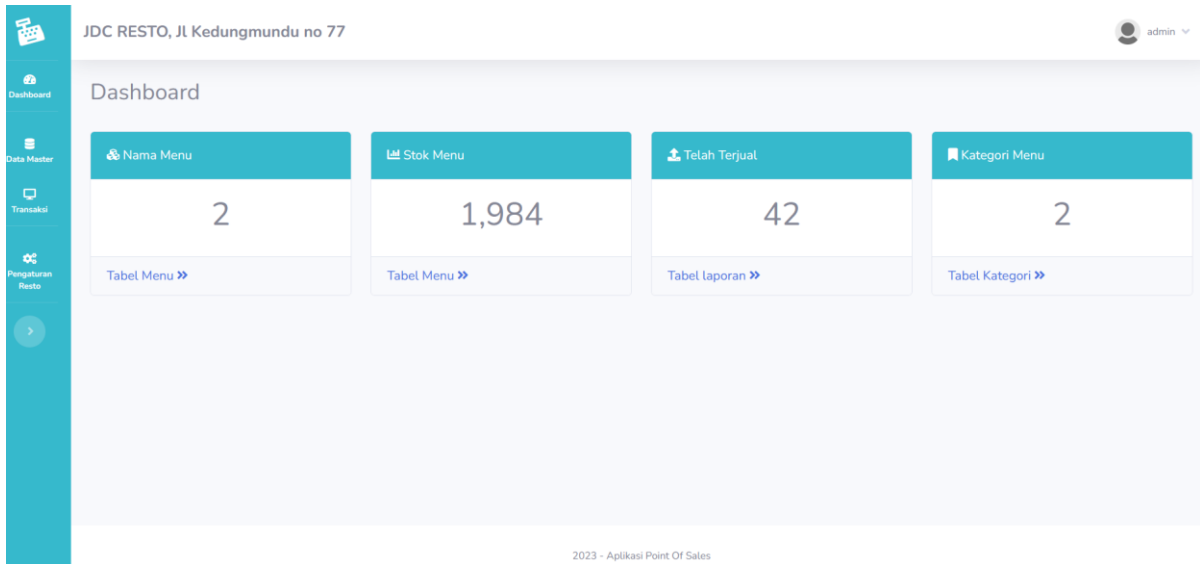 JDC RESTO, Jl Kedungmundu no 77
admin
Dashboard
Data Master
Transaksi
Pengaturan
Resto
Dashboard
Nama Menu
2
Tabel Menu
Stok Menu
1,984
Tabel Menu
Telah Terjual
42
Tabel laporan
Kategori Menu
2
Tabel Kategori
2023 - Aplikasi Point Of Sales